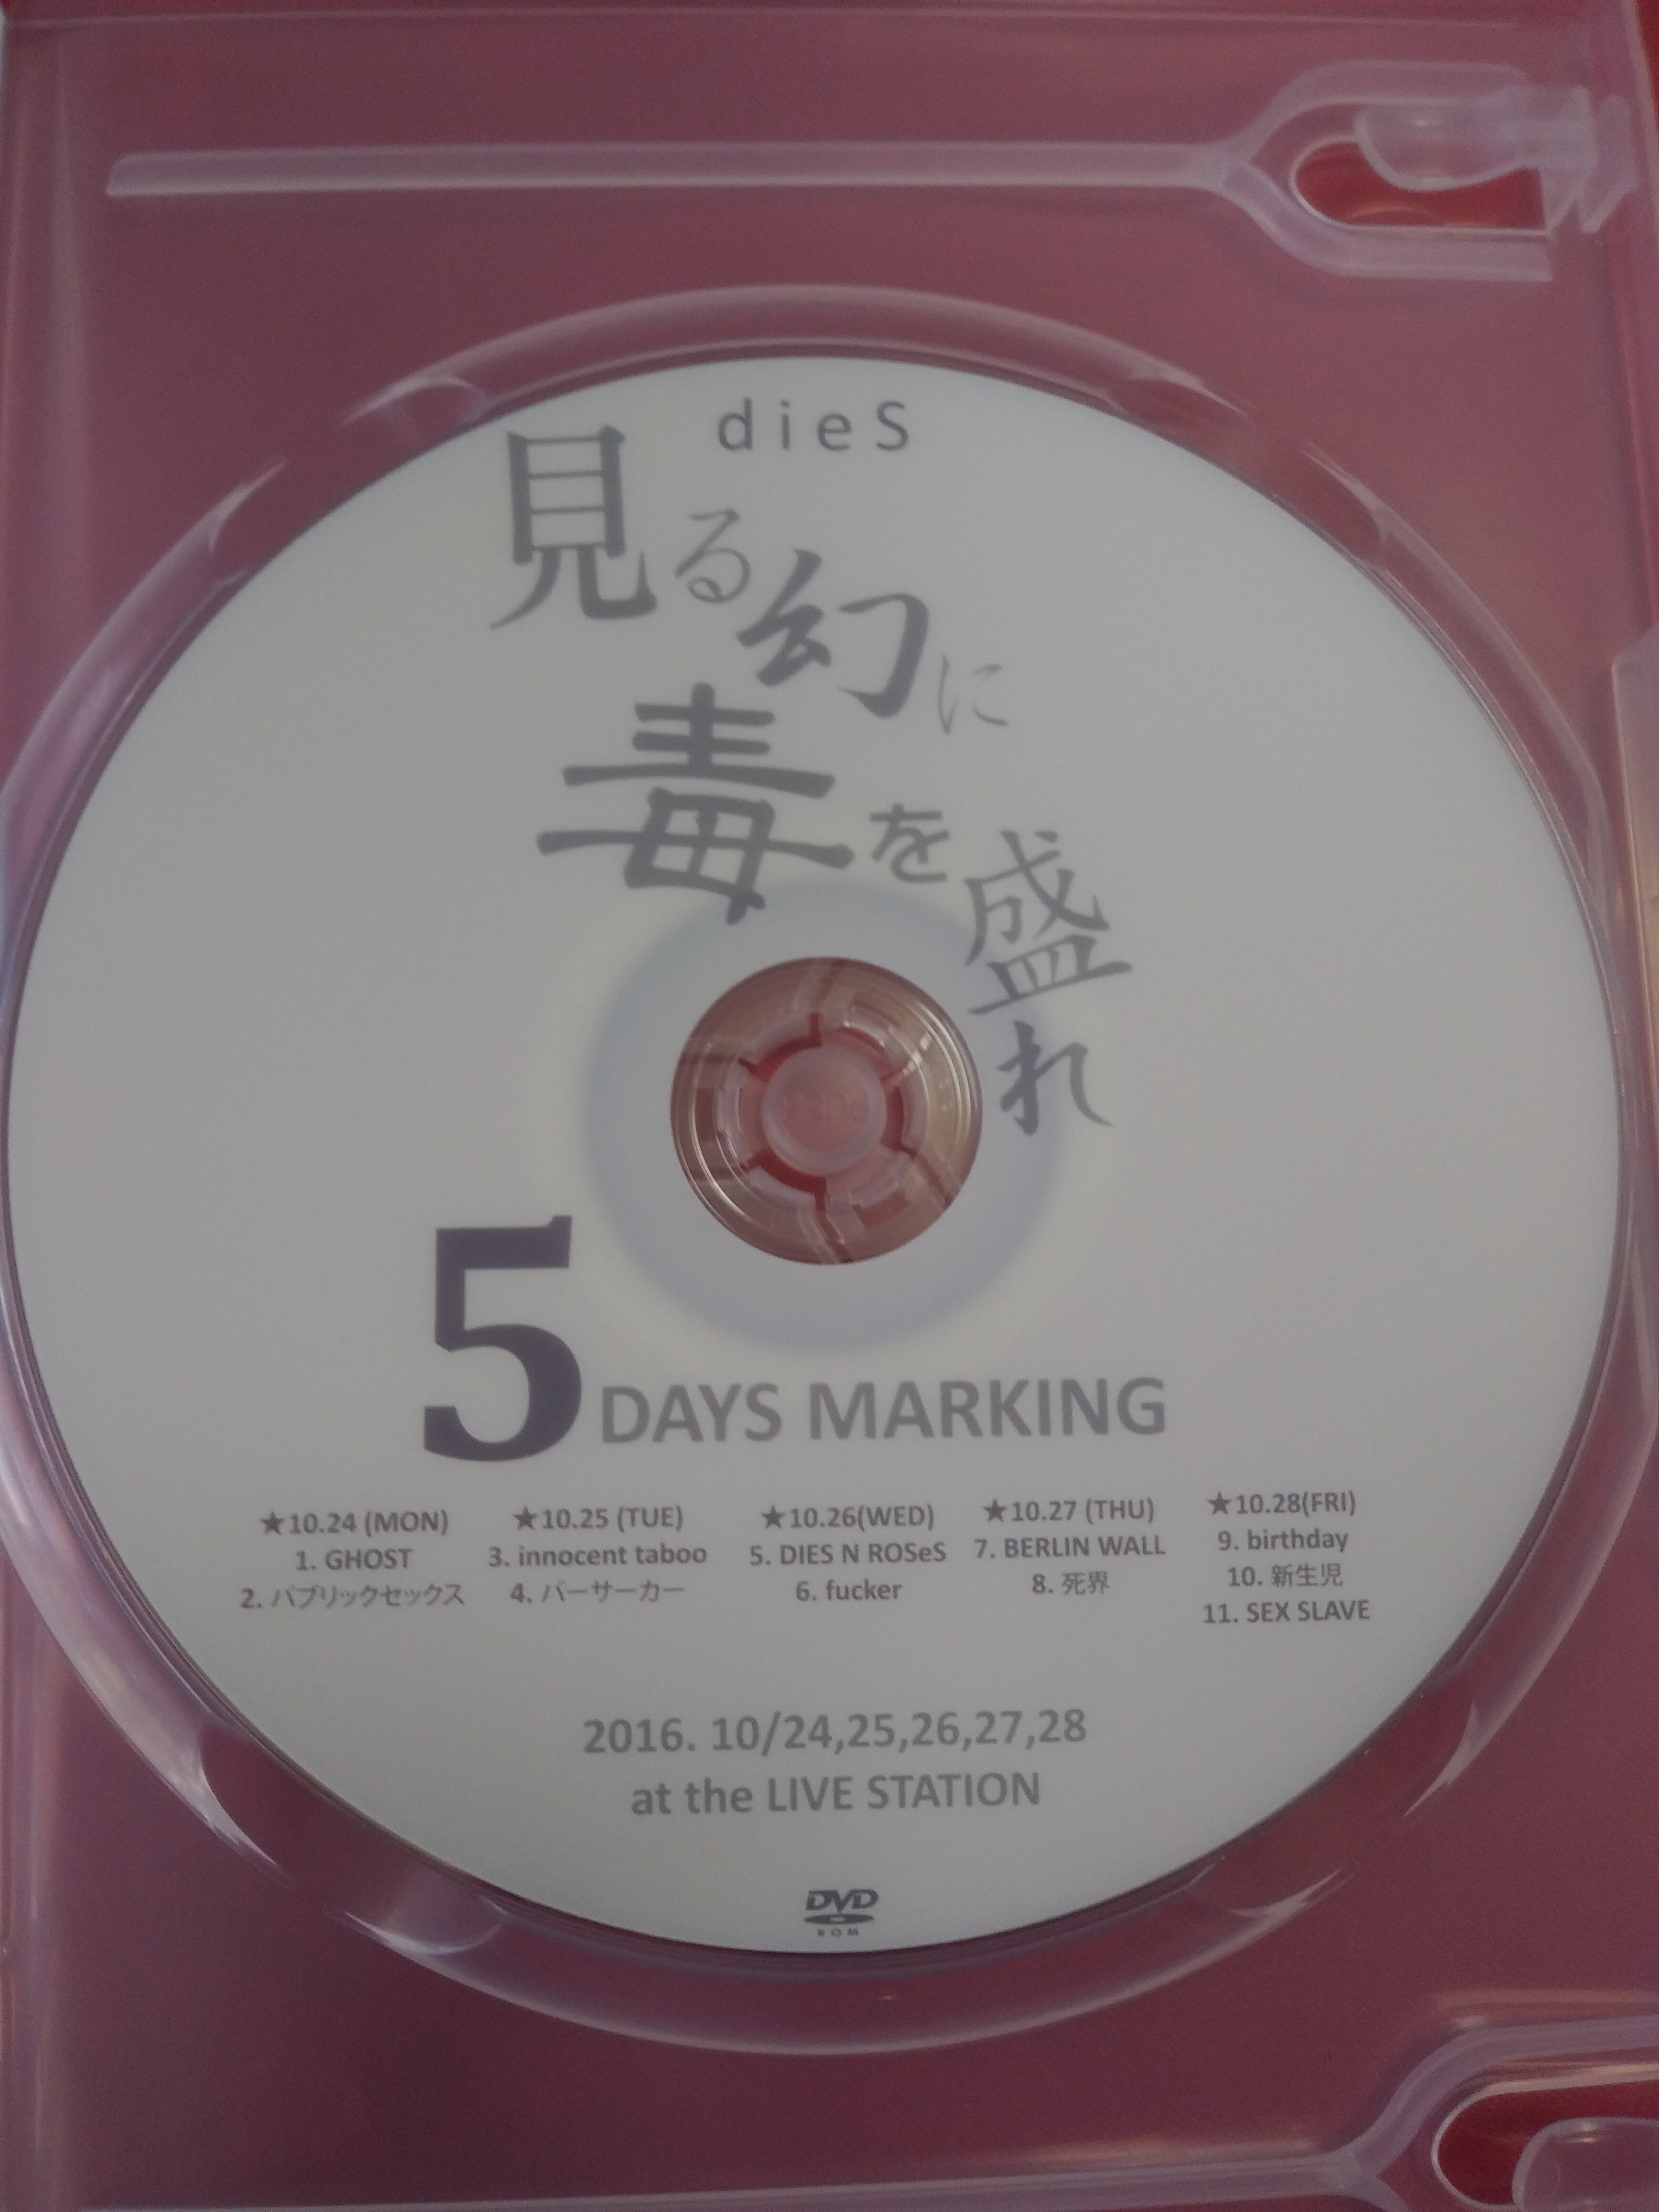 dieS
見る幻に
毒を盛れ
5 DAYS MARKING
★10.24 (MON)
1. GHOST
2. パブリックセックス
★10.25 (TUE)
3. innocent taboo
4. バーサーカー
★10.26(WED)
5. DIES N ROSeS
6. fucker
★10.27 (THU)
7. BERLIN WALL
8. 死界
★10.28(FRI)
9. birthday
10. 新生児
11. SEX SLAVE
2016. 10/24,25,26,27,28
at the LIVE STATION
DVD
ROM